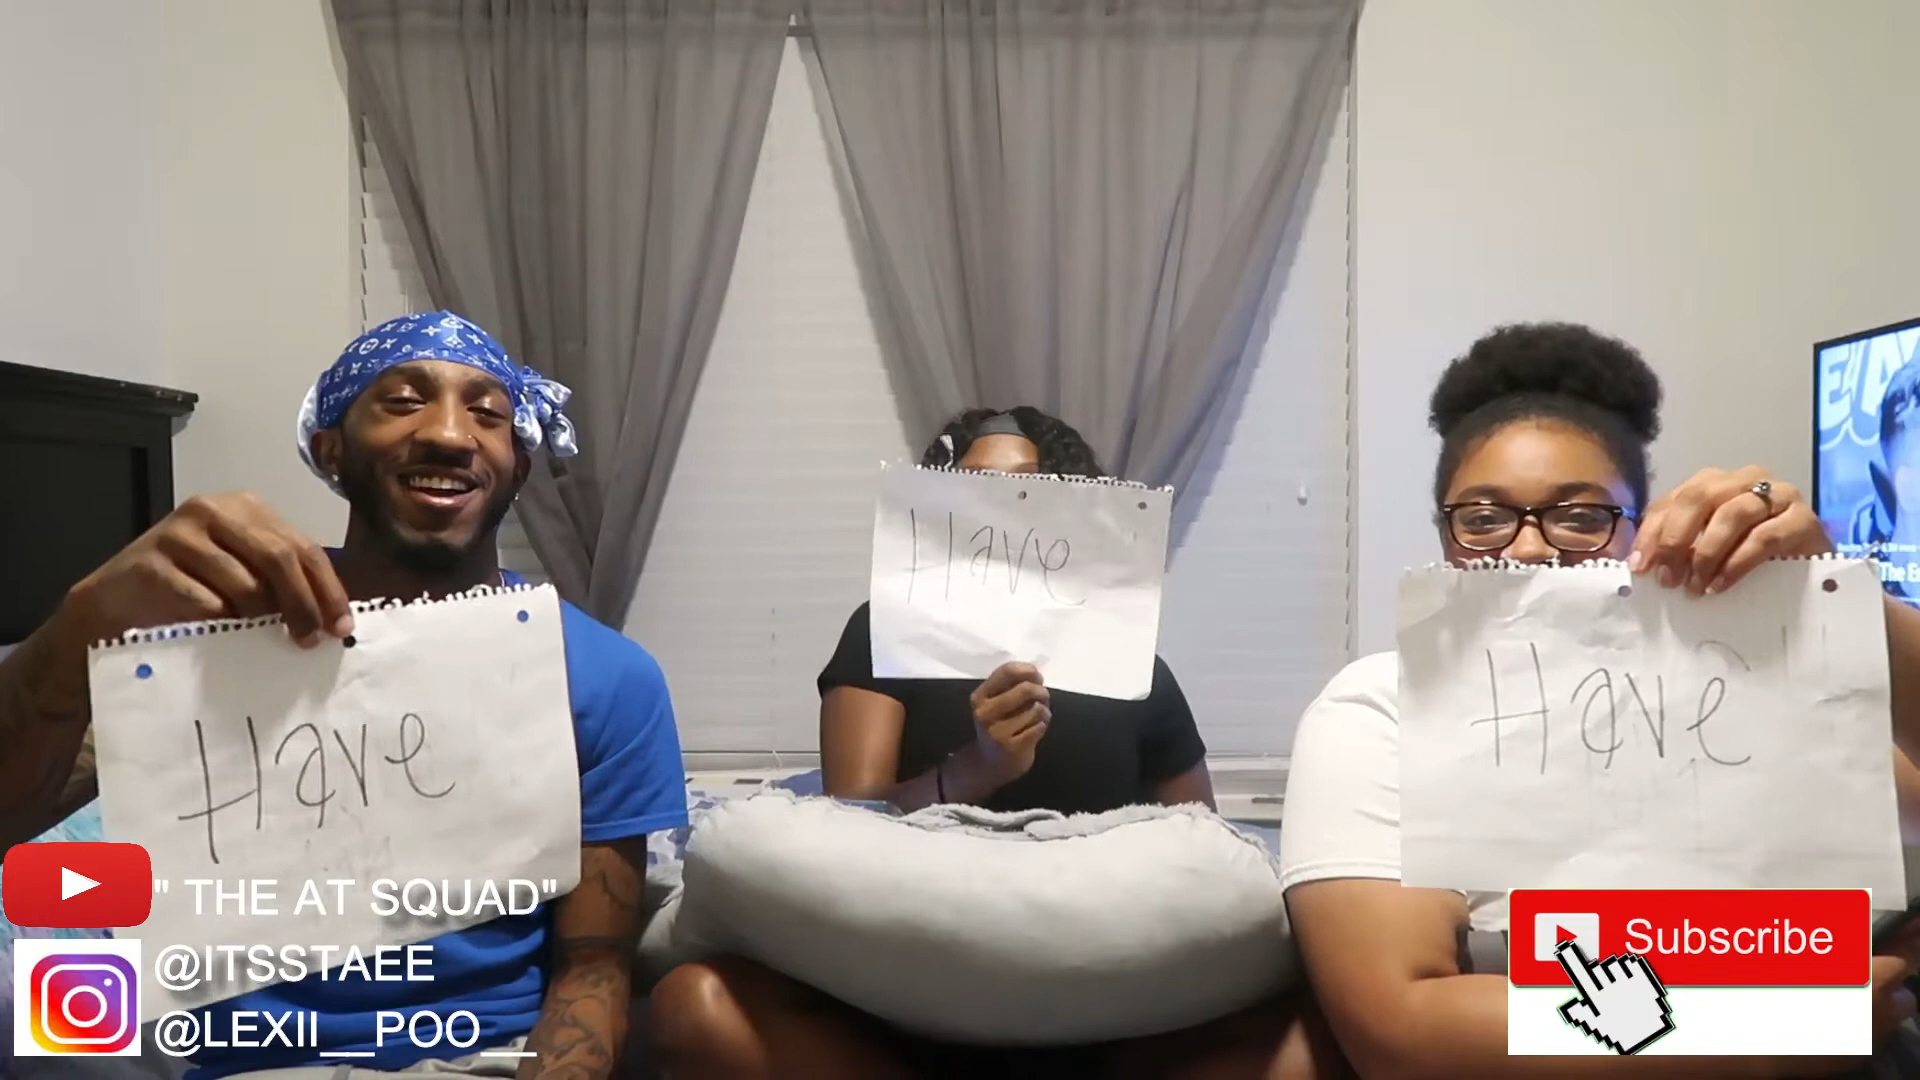 Have
Have
Have
" THE AT SQUAD"
@ITSSTAEE
@LEXII__POO__
Subscribe